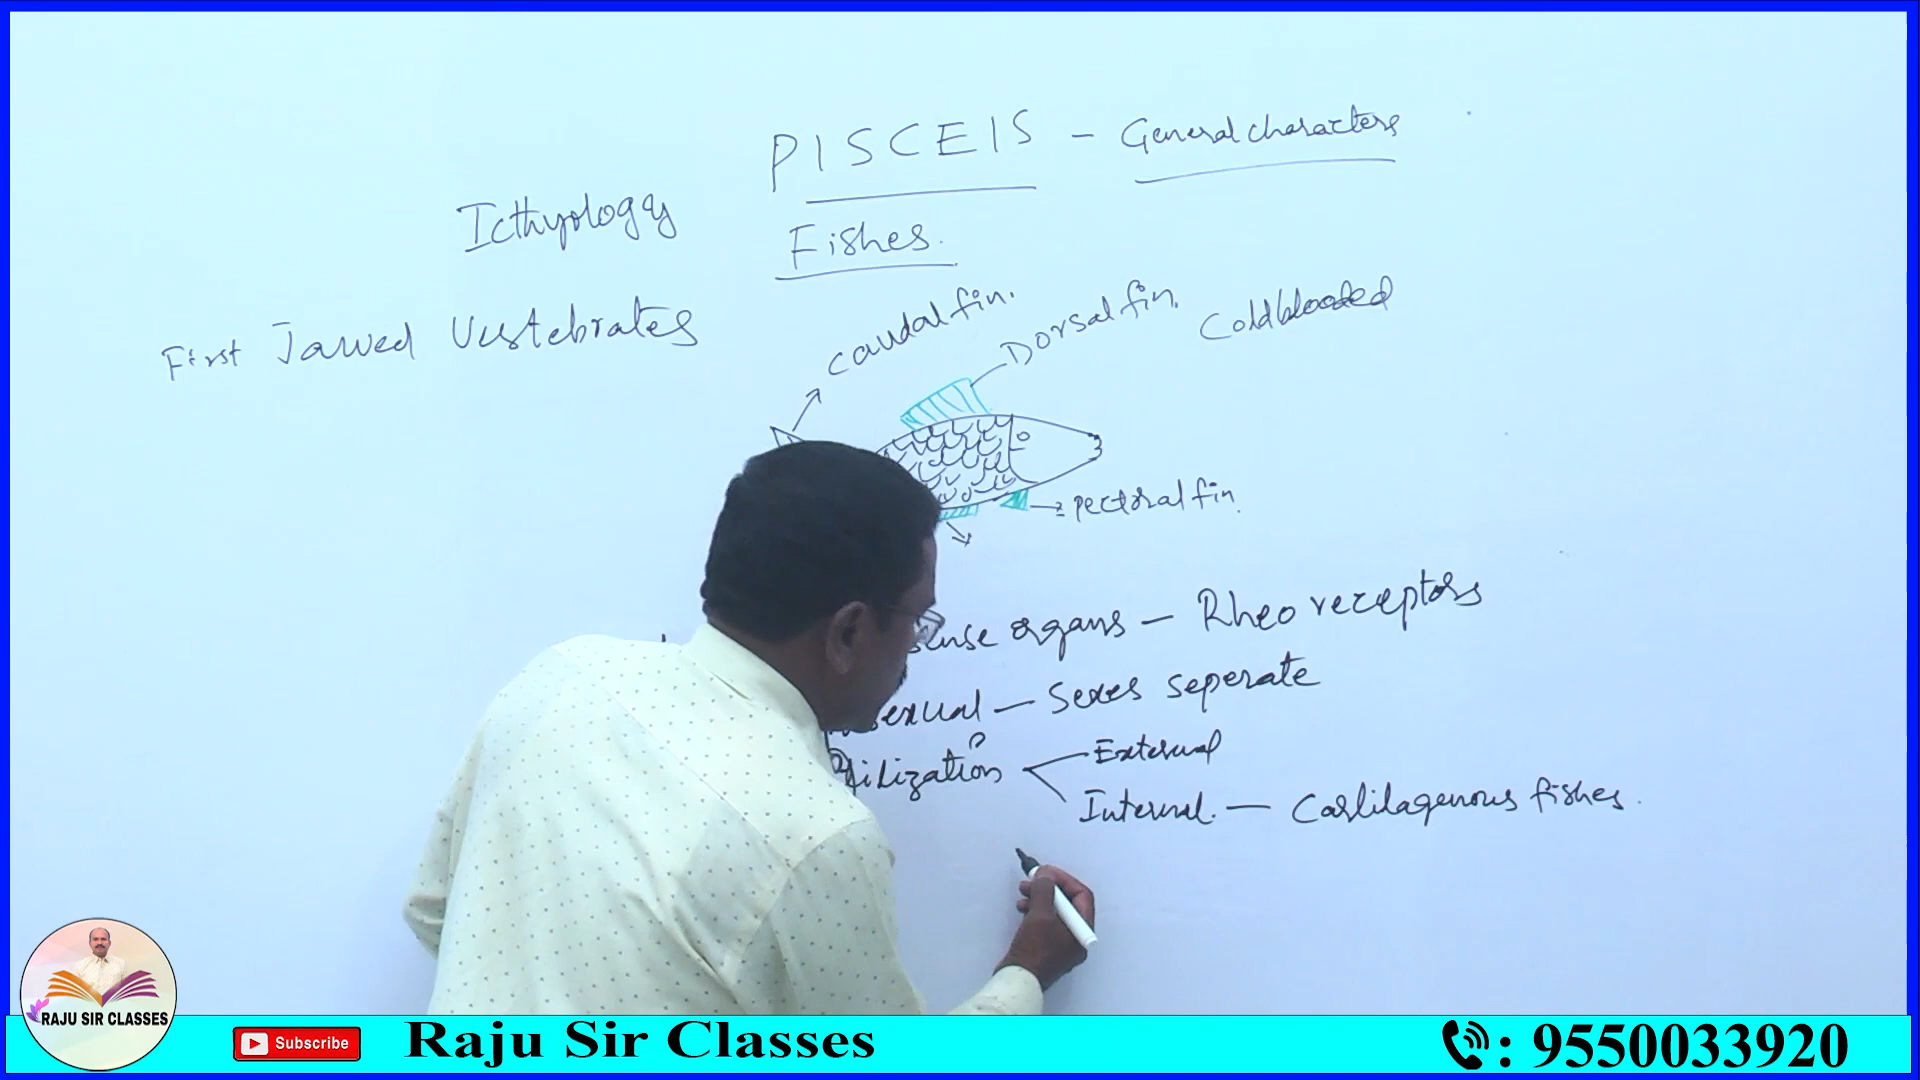 PISCEIS - General characters
Icthyology
Fishes.
First Jawed Vertebrates
caudal fin.
Dorsal fin.
Coldblooded
Pectoral fin.
sense organs - Rheo receptors
sexual - Sexes seperate
External
Internal. - Cartilagenous fishes.
RAJU SIR CLASSES
Subscribe
Raju Sir Classes
: 9550033920